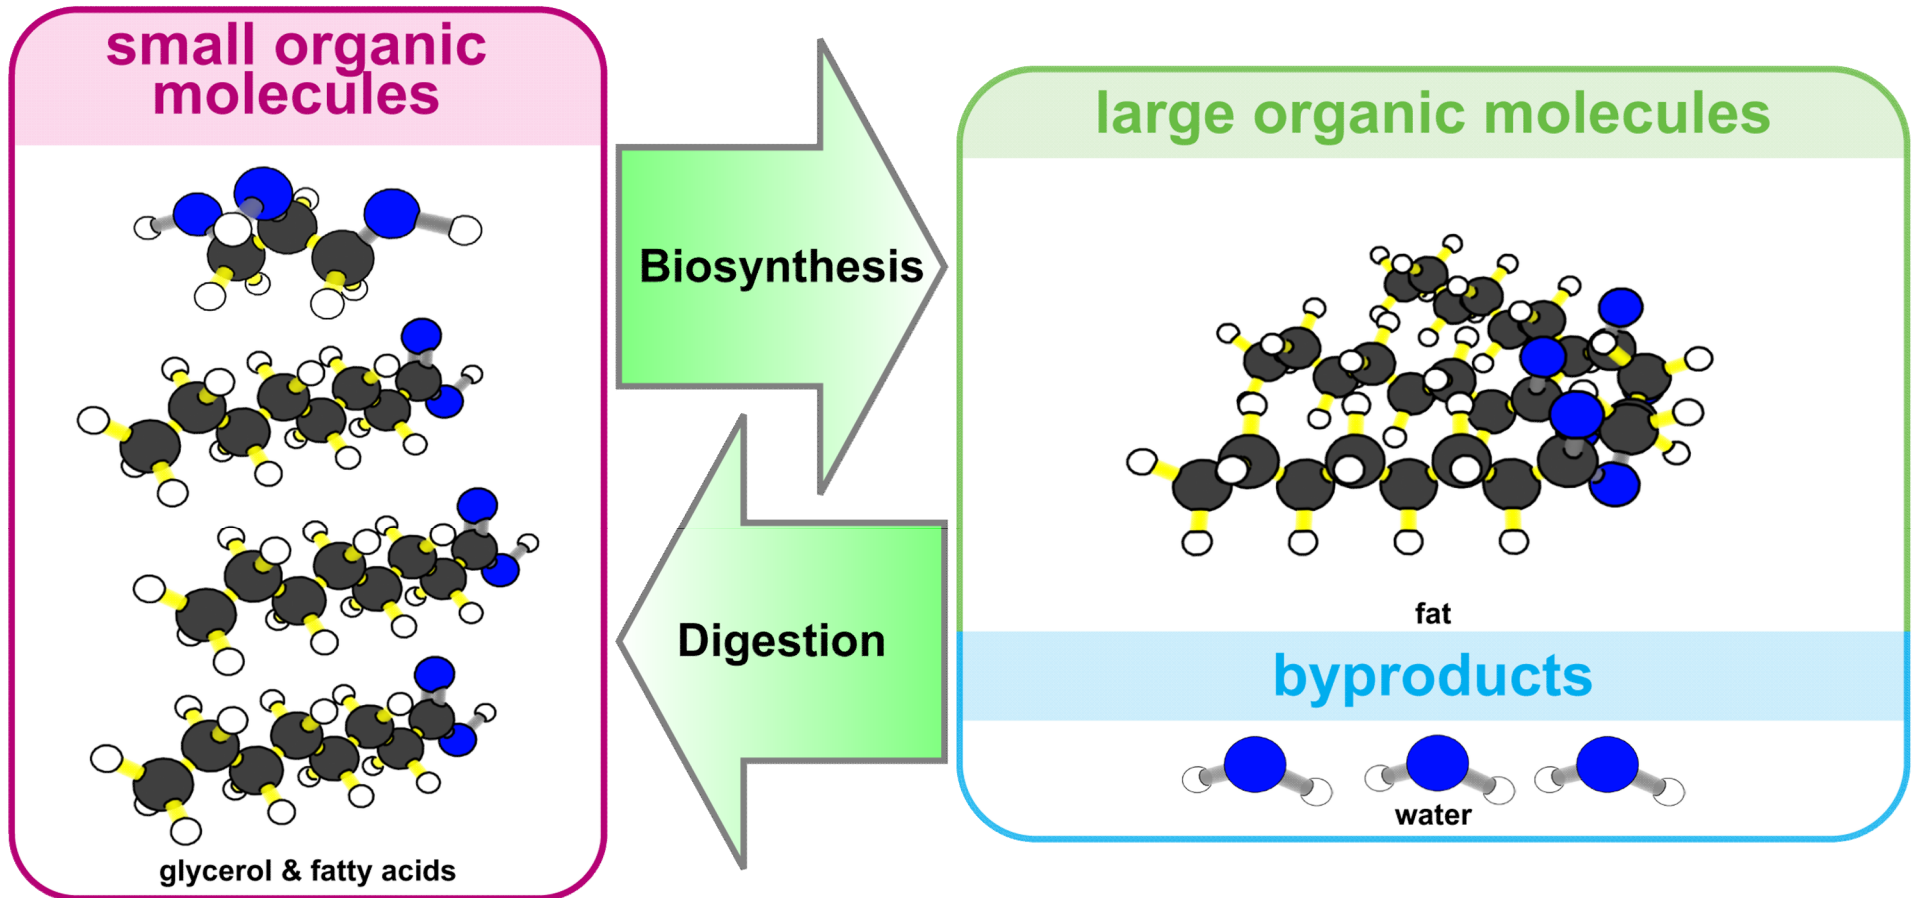 small organic
molecules
glycerol & fatty acids
Biosynthesis
Digestion
large organic molecules
fat
byproducts
water